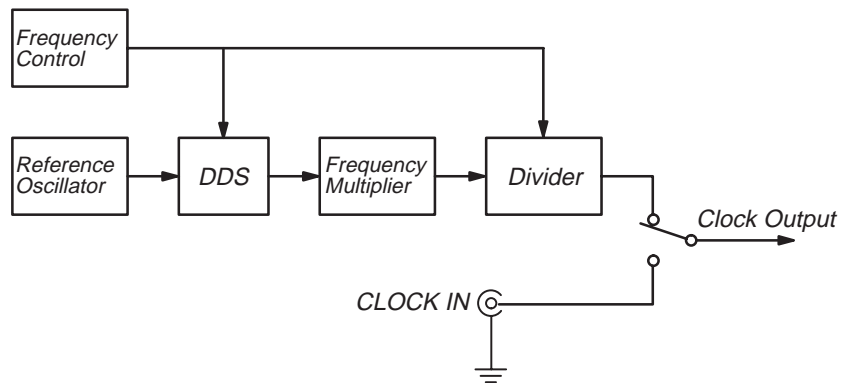 Frequency
Control
Reference
Oscillator
DDS
Frequency
Multiplier
Divider
Clock Output
CLOCK IN